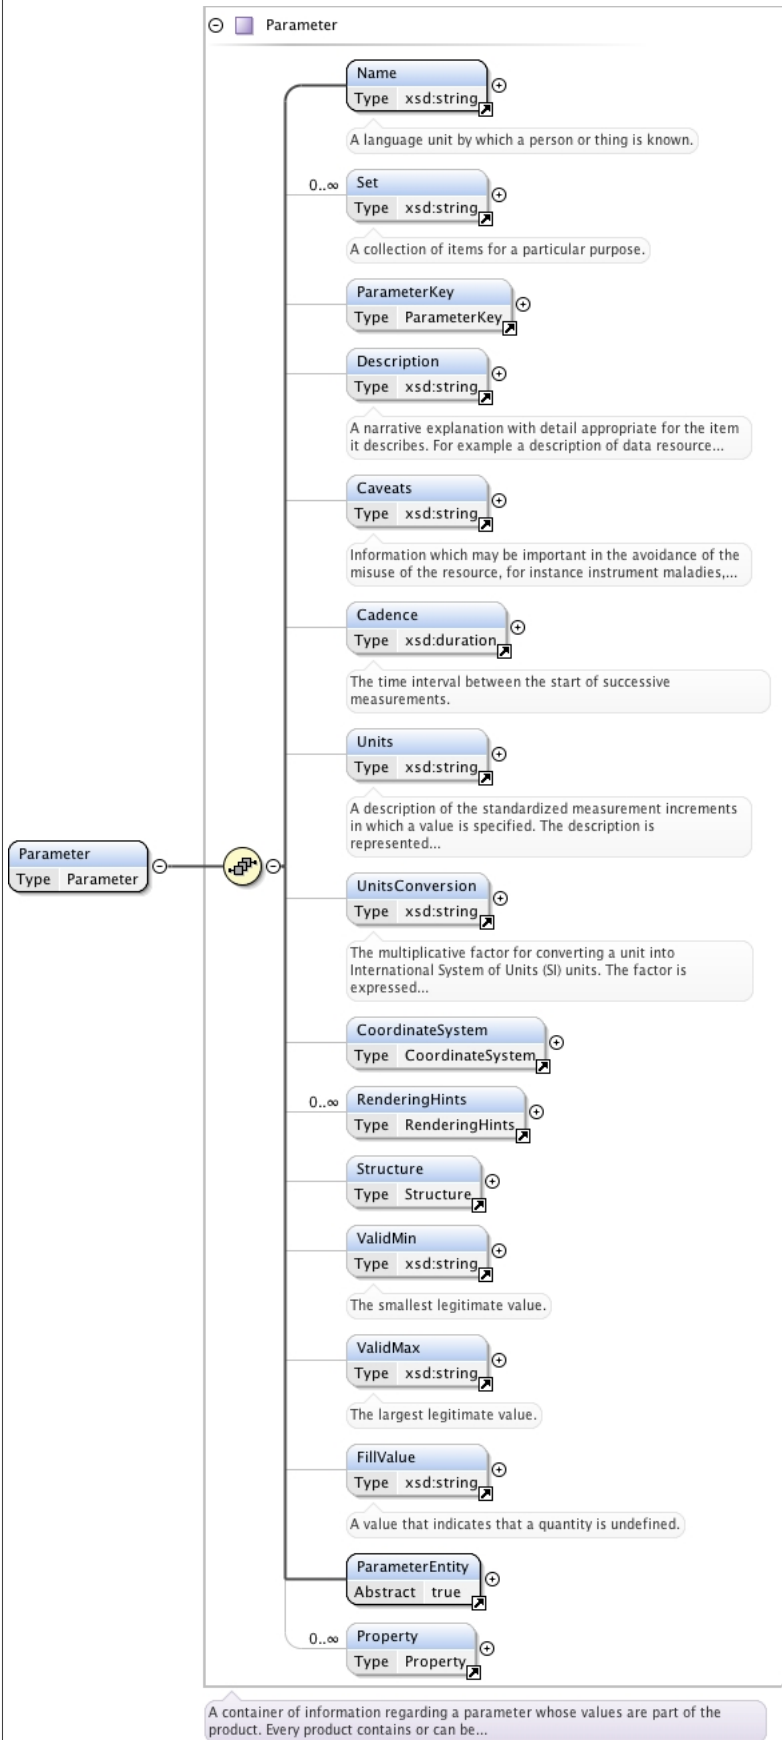 Parameter
Name
Type xsd:string
A language unit by which a person or thing is known.
0..∞
Set
Type xsd:string
A collection of items for a particular purpose.
ParameterKey
Type ParameterKey
Description
Type xsd:string
A narrative explanation with detail appropriate for the item
it describes. For example a description of data resource...
Caveats
Type xsd:string
Information which may be important in the avoidance of the
misuse of the resource, for instance instrument maladies,...
Cadence
Type xsd:duration
The time interval between the start of successive
measurements.
Units
Type xsd:string
A description of the standardized measurement increments
in which a value is specified. The description is
represented...
Parameter
Type Parameter
UnitsConversion
Type xsd:string
The multiplicative factor for converting a unit into
International System of Units (SI) units. The factor is
expressed...
CoordinateSystem
Type CoordinateSystem
0..∞
RenderingHints
Type RenderingHints
Structure
Type Structure
ValidMin
Type xsd:string
The smallest legitimate value.
ValidMax
Type xsd:string
The largest legitimate value.
FillValue
Type xsd:string
A value that indicates that a quantity is undefined.
ParameterEntity
Abstract true
0..∞
Property
Type Property
A container of information regarding a parameter whose values are part of the
product. Every product contains or can be...